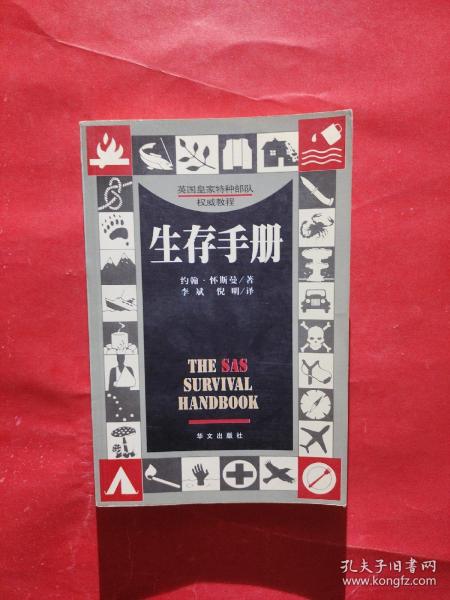 英国皇家特种部队
权威教程
生存手册
约翰·怀斯曼/著
李斌 悦明/译
THE SAS
SURVIVAL
HANDBOOK
华文出版社
孔夫子旧书网
www.kongfz.com